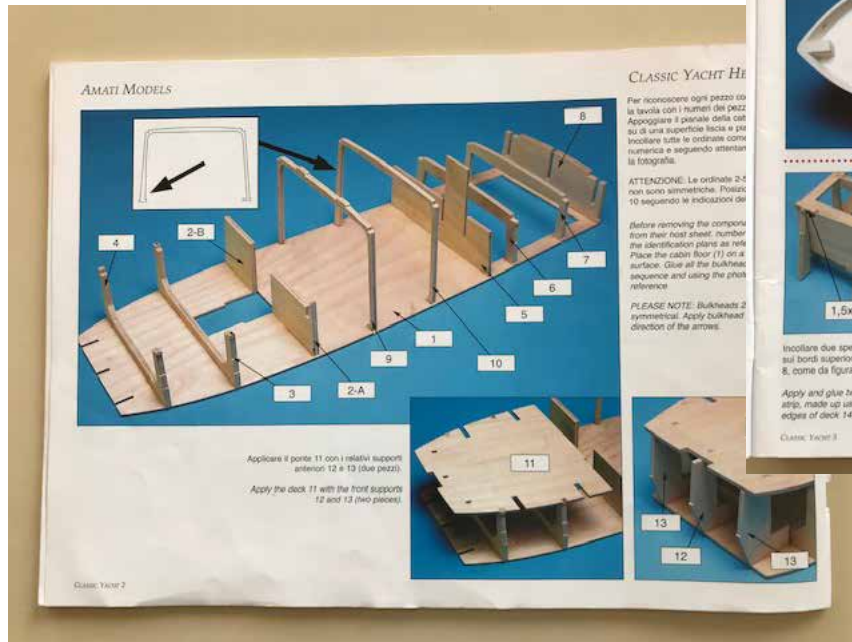 AMATI MODELS
CLASSIC YACHT HE
Per riconoscere ogni pezzo co
la tavola con i numeri dei pezz
Appoggiare il pianale della cab
su di una superficie liscia e pia
Incollare tutte le ordinate come
numerica e seguendo attentam
la fotografia.
ATTENZIONE: Le ordinate 2-5
non sono simmetriche. Posizio
10 seguendo le indicazioni del
Before removing the compone
from their host sheet. number
the identification plans as refe
Place the cabin floor (1) on a
surface. Glue all the bulkhead
sequence and using the photo
reference
PLEASE NOTE: Bulkheads 2
symmetrical. Apply bulkhead
direction of the arrows.
8
4
2-B
7
6
5
1
10
9
2-A
3
Applicare il ponte 11 con i relativi supporti
anteriori 12 e 13 (due pezzi).
Apply the deck 11 with the front supports
12 and 13 (two pieces).
11
13
12
13
CLASSIC YACHT 2
1,5x
Incollare due spe
sui bordi superior
8, come da figura
Apply and glue
strip, made up us
edges of deck 14
CLASSIC YACHT 3